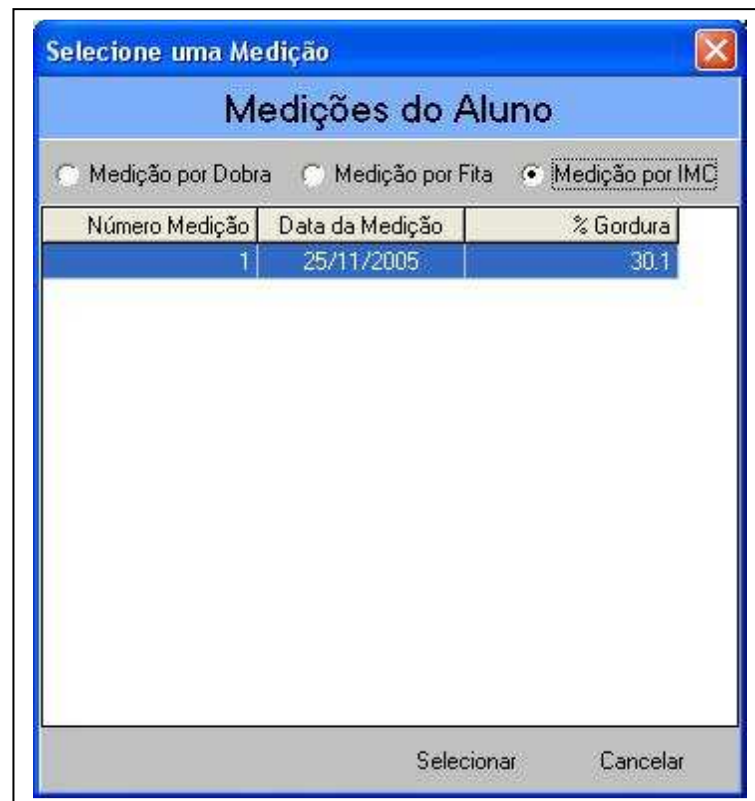 Selecione uma Medição
Medições do Aluno
Medição por Dobra Medição por Fita Medição por IMC
Número Medição Data da Medição % Gordura
1 25/11/2005 30.1
Selecionar Cancelar